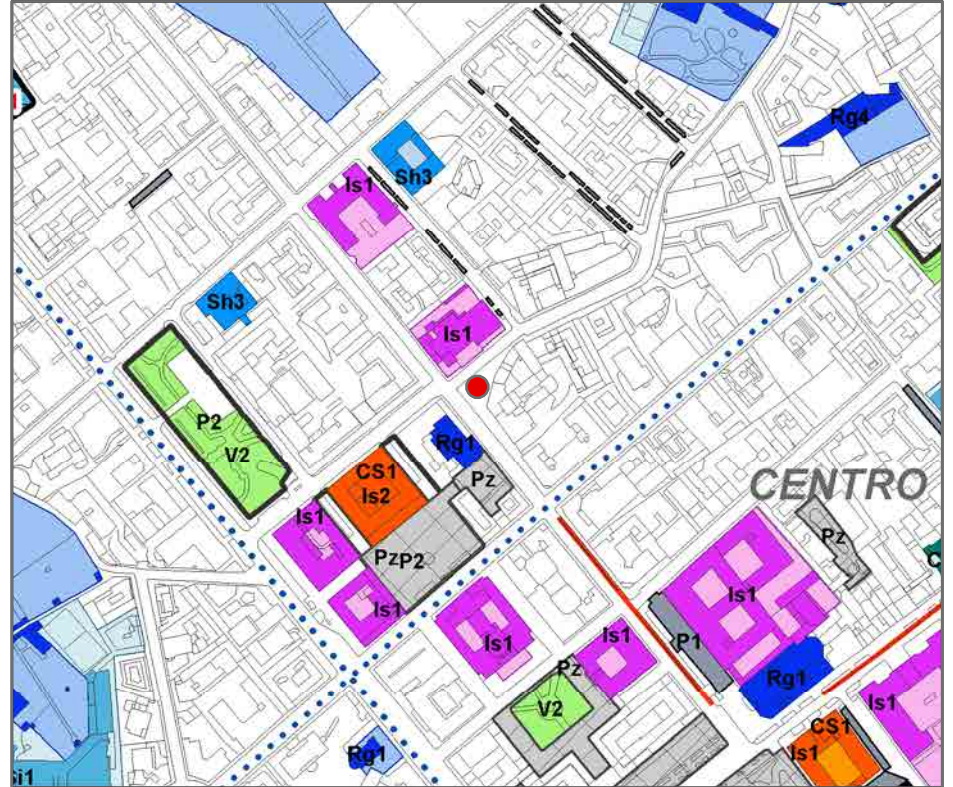 Rg4
Is1
Sh3
Sh3
Is1
P2
V2
Rg1
CS1
Is2
Pz
CENTRO
Is1
Pz
PzP2
Is1
Is1
Is1
Is1
P1
Pz
V2
Rg1
Is1
CS1
Is1
Rg1